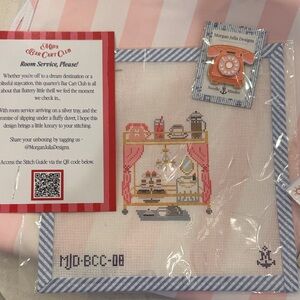 MJD's
BAR CART CLUB
Room Service, Please!
Whether you're off to a dream destination or a
blissful staycation, this quarter's Bar Cart Club is all
about that fluttery little thrill we feel the moment
we check in...
With room service arriving on a silver tray, and the
promise of slipping under a fluffy duvet, I hope this
design brings a little luxury to your stitching.
Share your unboxing by tagging us -
@MorganJuliaDesigns
Access the Stitch Guide via the QR code below.
Morgan Julia Designs
MJD-BCC-08
M